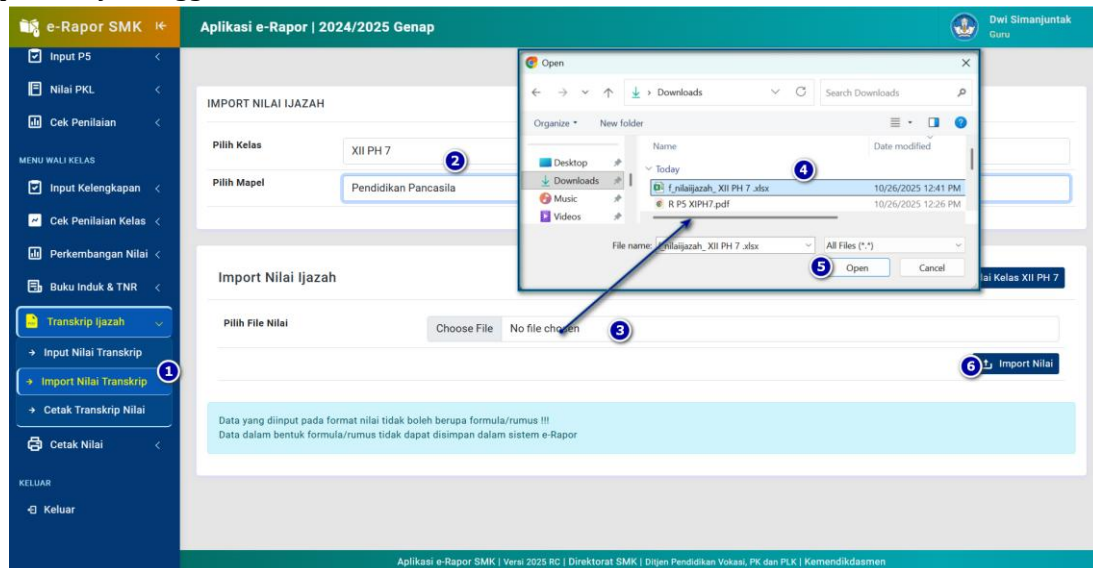 e-Rapor SMK
Aplikasi e-Rapor | 2024/2025 Genap
Dwi Simanjuntak
Guru
Input P5
Nilai PKL
Cek Penilaian
MENU WALI KELAS
Input Kelengkapan
Cek Penilaian Kelas
Perkembangan Nilai
Buku Induk & TNR
Transkrip Ijazah
Input Nilai Transkrip
Import Nilai Transkrip
1
Cetak Transkrip Nilai
Cetak Nilai
KELUAR
Keluar
IMPORT NILAI IJAZAH
Pilih Kelas
XII PH 7
2
Pilih Mapel
Pendidikan Pancasila
Open
Downloads
Search Downloads
Organize
New folder
Name
Date modified
Desktop
Downloads
Music
Videos
Today
4
f_nilaiijazah_ XII PH 7 .xlsx
10/26/2025 12:41 PM
R P5 XIPH7.pdf
10/26/2025 12:26 PM
File name:
f_nilaiijazah_ XII PH 7 .xlsx
All Files (*.*)
5
Open
Cancel
Import Nilai Ijazah
Kelas XII PH 7
Pilih File Nilai
Choose File
No file chosen
3
6
Import Nilai
Data yang diinput pada format nilai tidak boleh berupa formula/rumus !!!
Data dalam bentuk formula/rumus tidak dapat disimpan dalam sistem e-Rapor
Aplikasi e-Rapor SMK | Versi 2025 RC | Direktorat SMK | Ditjen Pendidikan Vokasi, PK dan PLK | Kemendikdasmen